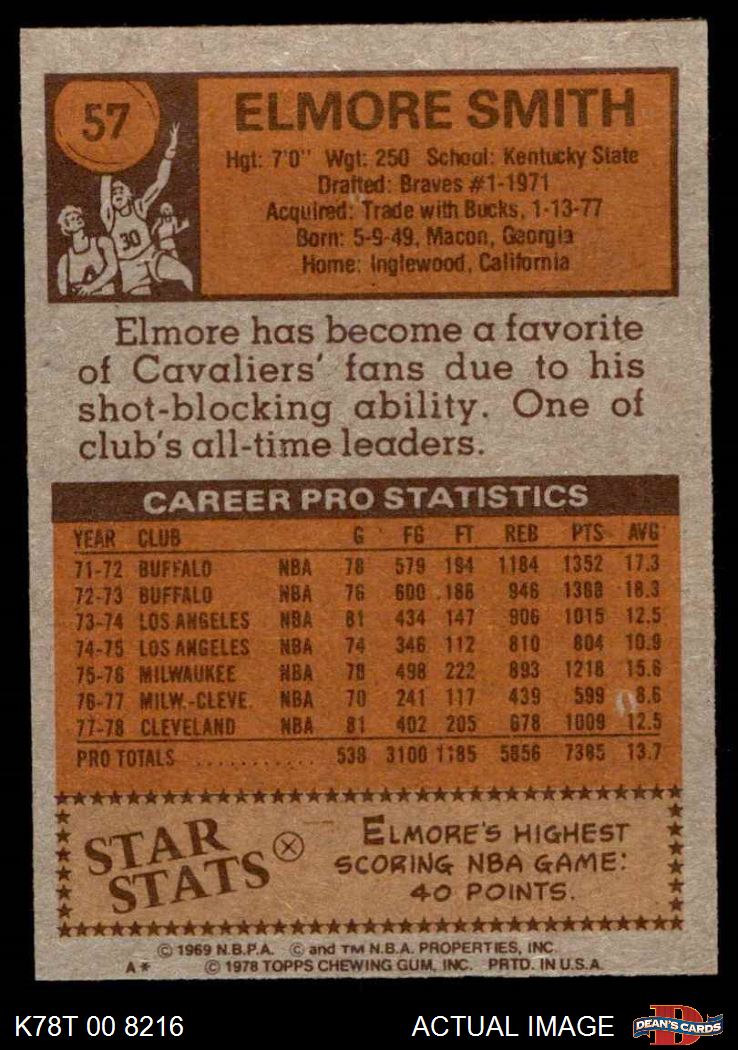 57
ELMORE SMITH
Hgt: 7'0" Wgt: 250 School: Kentucky State
Drafted: Braves #1-1971
Acquired: Trade with Bucks, 1-13-77
Born: 5-9-49, Macon, Georgia
Home: Inglewood, California
30
Elmore has become a favorite
of Cavaliers' fans due to his
shot-blocking ability. One of
club's all-time leaders.
CAREER PRO STATISTICS
YEAR CLUB G FG FT REB PTS AVG
71-72 BUFFALO NBA 78 579 194 1184 1352 17.3
72-73 BUFFALO NBA 76 600 186 946 1388 18.3
73-74 LOS ANGELES NBA 81 434 147 906 1015 12.5
74-75 LOS ANGELES NBA 74 346 112 810 804 10.9
75-76 MILWAUKEE NBA 78 498 222 893 1218 15.6
76-77 MILW.-CLEVE. NBA 70 241 117 439 599 8.6
77-78 CLEVELAND NBA 81 402 205 678 1009 12.5
PRO TOTALS ........... 538 3100 1185 5856 7385 13.7
STAR
STATS
ELMORE'S HIGHEST
SCORING NBA GAME:
40 POINTS.
© 1969 N.B.P.A. © and TM N.B.A. PROPERTIES, INC.
A* © 1978 TOPPS CHEWING GUM, INC. PRTD. IN U.S.A.
K78T 00 8216 ACTUAL IMAGE
D
DEAN'S CARDS